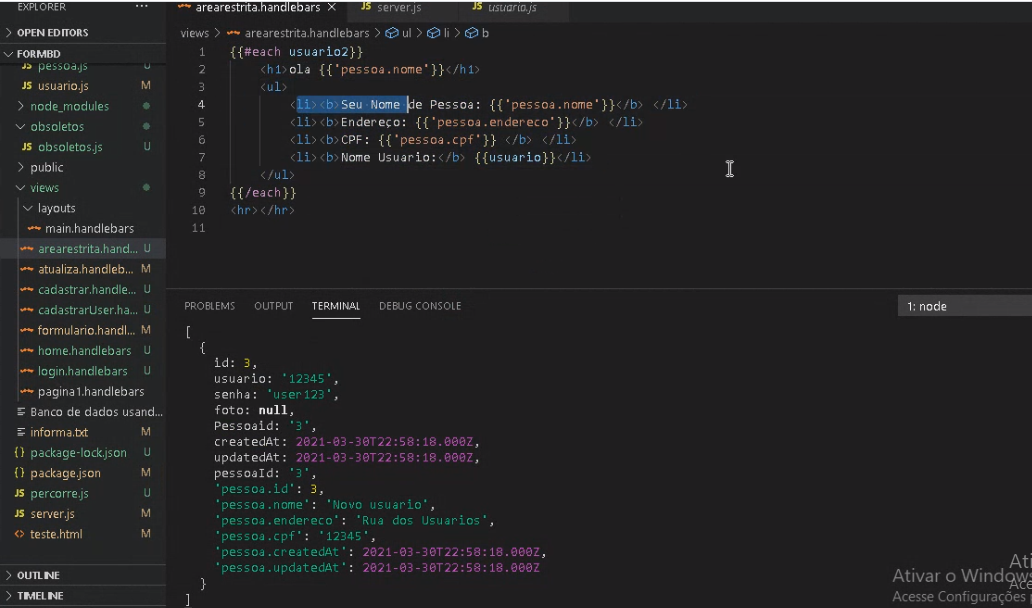 EXPLORER
OPEN EDITORS
FORMBD
pessoa.js U
JS usuario.js M
node_modules
obsoletos
JS obsoletos.js U
public
views
layouts
main.handlebars
arearestrita.hand... U
atualiza.handleb... M
cadastrar.handle... U
cadastrarUser.ha... U
formulario.handl... M
home.handlebars U
login.handlebars U
pagina1.handlebars
Banco de dados usand...
informa.txt M
{} package-lock.json U
{} package.json M
JS percorre.js U
JS server.js M
<> teste.html M
OUTLINE
TIMELINE
arearestrita.handlebars ×
JS server.js
JS usuaria.js
views > arearestrita.handlebars > ul > li > b
1 {{#each usuario2}}
2 <h1>ola {{'pessoa.nome'}}</h1>
3 <ul>
4 <li><b>Seu Nome de Pessoa: {{'pessoa.nome'}}</b> </li>
5 <li><b>Endereço: {{'pessoa.endereco'}}</b> </li>
6 <li><b>CPF: {{'pessoa.cpf'}} </b> </li>
7 <li><b>Nome Usuario:</b> {{usuario}}</li>
8 </ul>
9 {{/each}}
10 <hr></hr>
11
PROBLEMS OUTPUT TERMINAL DEBUG CONSOLE 1: node
[
{
id: 3,
usuario: '12345',
senha: 'user123',
foto: null,
Pessoaid: '3',
createdAt: 2021-03-30T22:58:18.000Z,
updatedAt: 2021-03-30T22:58:18.000Z,
pessoaId: '3',
'pessoa.id': 3,
'pessoa.nome': 'Novo usuario',
'pessoa.endereco': 'Rua dos Usuarios',
'pessoa.cpf': '12345',
'pessoa.createdAt': 2021-03-30T22:58:18.000Z,
'pessoa.updatedAt': 2021-03-30T22:58:18.000Z
}
]
Ativar o Windows
Acesse Configurações